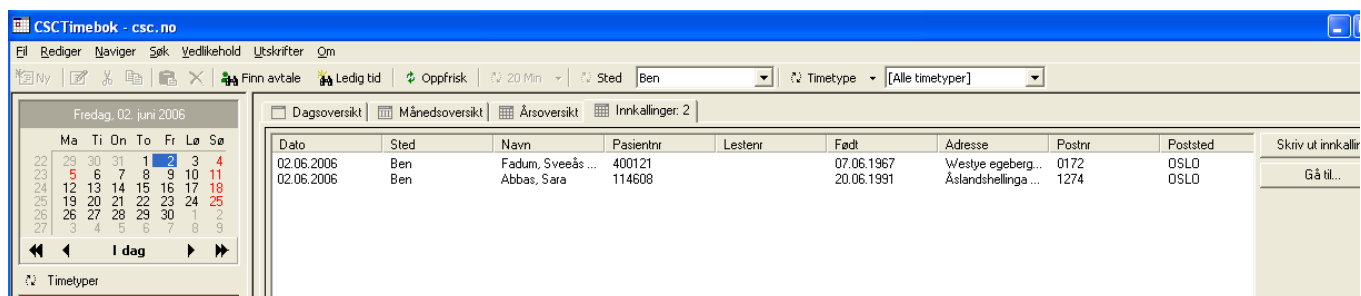 CSCTimebok - csc.no
Fil Rediger Naviger Søk Vedlikehold Utskrifter Om
Ny Finn avtale Ledig tid Oppfrisk 20 Min Sted Ben Timetype [Alle timetyper]
Fredag, 02. juni 2006
Ma Ti On To Fr Lø Sø
22 29 30 31 1 2 3 4
23 5 6 7 8 9 10 11
24 12 13 14 15 16 17 18
25 19 20 21 22 23 24 25
26 26 27 28 29 30 1 2
27 3 4 5 6 7 8 9
I dag
Timetyper
Dagsoversikt Månedsoversikt Årsoversikt Innkallinger: 2
Dato Sted Navn Pasientnr Lestenr Født Adresse Postnr Poststed
02.06.2006 Ben Fadum, Sveeås ... 400121 07.06.1967 Westye egeberg... 0172 OSLO
02.06.2006 Ben Abbas, Sara 114608 20.06.1991 Åslandshellinga ... 1274 OSLO
Skriv ut innkallin
Gå til...